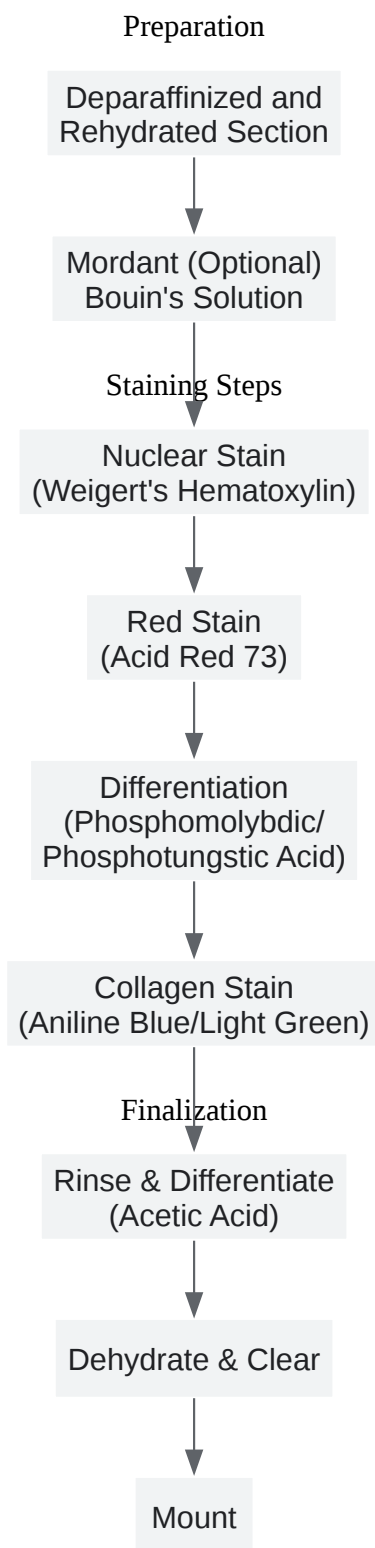 Preparation
Deparaffinized and
Rehydrated Section
Mordant (Optional)
Bouin's Solution
Staining Steps
Nuclear Stain
(Weigert's Hematoxylin)
Red Stain
(Acid Red 73)
Differentiation
(Phosphomolybdic/
Phosphotungstic Acid)
Collagen Stain
(Aniline Blue/Light Green)
Finalization
Rinse & Differentiate
(Acetic Acid)
Dehydrate & Clear
Mount